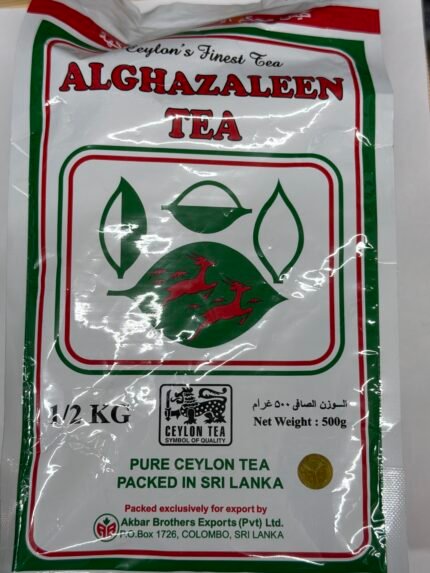 Ceylon's Finest Tea
ALGHAZALEEN
TEA
1/2 KG
CEYLON TEA
SYMBOL OF QUALITY
الوزن الصافي ٥٠٠ غرام
Net Weight : 500g
PURE CEYLON TEA
PACKED IN SRI LANKA
Packed exclusively for export by
Akbar Brothers Exports (Pvt) Ltd.
P.O.Box 1726, COLOMBO, SRI LANKA